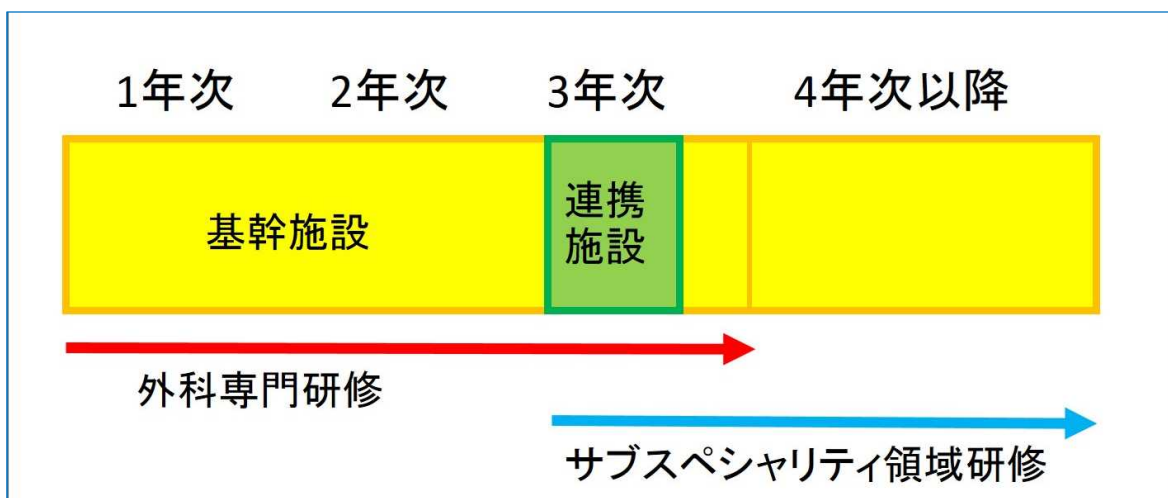 1年次 2年次 3年次 4年次以降
基幹施設
連携
施設
外科専門研修
サブスペシャリティ領域研修